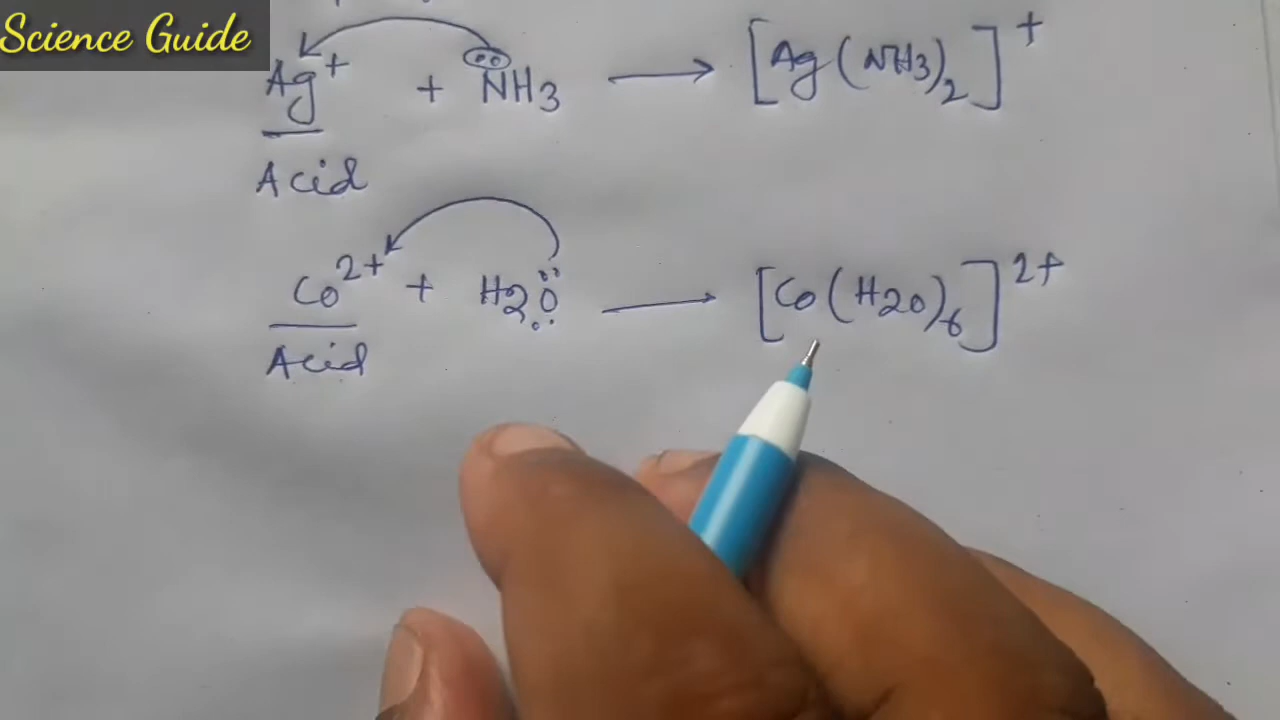 Science Guide
Ag+ + NH3 → [Ag(NH3)2]+
Acid
Co2+ + H2O → [Co(H2O)6]2+
Acid